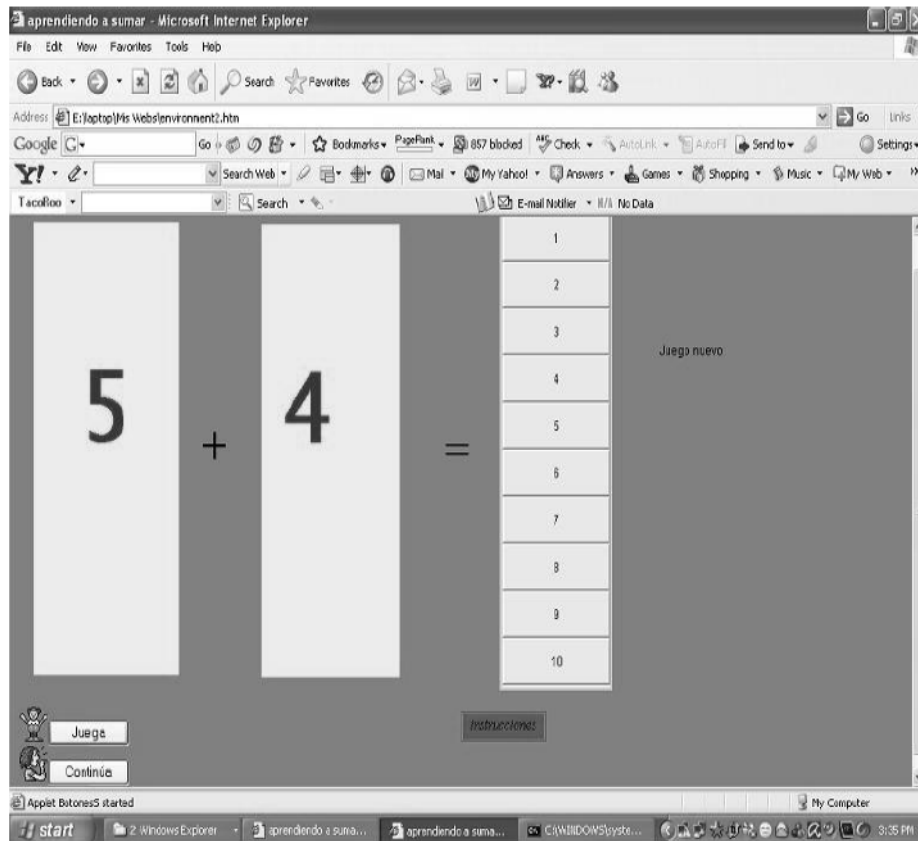 aprendiendo a sumar - Microsoft Internet Explorer
File Edit View Favorites Tools Help
Back Search Favorites
Address E:\laptop\Mis Webs\environment2.htm Go Links
Google G Go Bookmarks PageRank 857 blocked ABC Check AutoLink AutoFill Send to Settings
Y! Search Web Mail My Yahoo! Answers Games Shopping Music My Web
TacoRoo Search E-mail Notifier N/A No Data
1
2
3
Juego nuevo
4
5 + 4 =
5
6
7
8
9
10
Juega
Instrucciones
Continúa
Applet Botones5 started My Computer
start 2 Windows Explorer aprendiendo a suma... aprendiendo a suma... C:\WINDOWS\syste... 3:35 PM